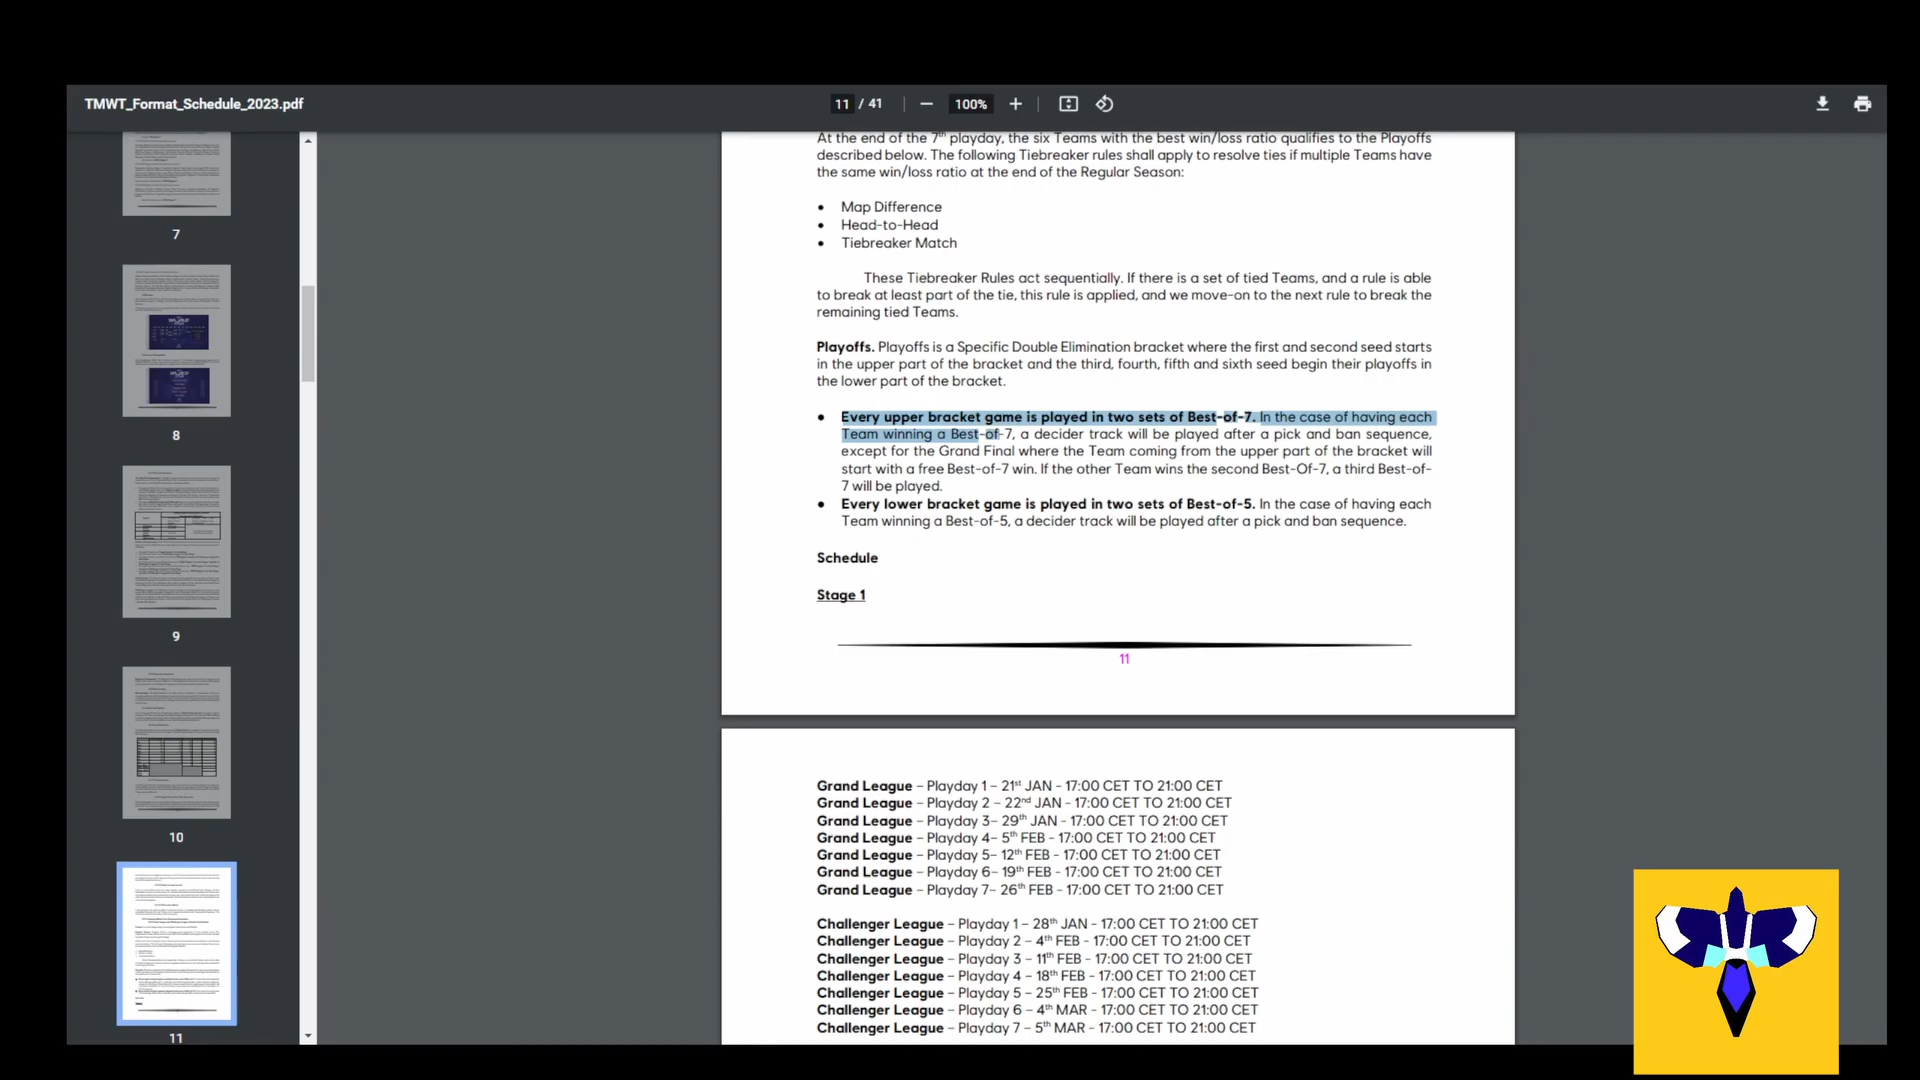 TMWT_Format_Schedule_2023.pdf
11 / 41
100%
7
8
9
10
11
At the end of the 7th playday, the six Teams with the best win/loss ratio qualifies to the Playoffs
described below. The following Tiebreaker rules shall apply to resolve ties if multiple Teams have
the same win/loss ratio at the end of the Regular Season:
• Map Difference
• Head-to-Head
• Tiebreaker Match
These Tiebreaker Rules act sequentially. If there is a set of tied Teams, and a rule is able
to break at least part of the tie, this rule is applied, and we move-on to the next rule to break the
remaining tied Teams.
Playoffs. Playoffs is a Specific Double Elimination bracket where the first and second seed starts
in the upper part of the bracket and the third, fourth, fifth and sixth seed begin their playoffs in
the lower part of the bracket.
• Every upper bracket game is played in two sets of Best-of-7. In the case of having each
Team winning a Best-of-7, a decider track will be played after a pick and ban sequence,
except for the Grand Final where the Team coming from the upper part of the bracket will
start with a free Best-of-7 win. If the other Team wins the second Best-Of-7, a third Best-of-
7 will be played.
• Every lower bracket game is played in two sets of Best-of-5. In the case of having each
Team winning a Best-of-5, a decider track will be played after a pick and ban sequence.
Schedule
Stage 1
11
Grand League – Playday 1 – 21st JAN - 17:00 CET TO 21:00 CET
Grand League – Playday 2 – 22nd JAN - 17:00 CET TO 21:00 CET
Grand League – Playday 3– 29th JAN - 17:00 CET TO 21:00 CET
Grand League – Playday 4– 5th FEB - 17:00 CET TO 21:00 CET
Grand League – Playday 5– 12th FEB - 17:00 CET TO 21:00 CET
Grand League – Playday 6– 19th FEB - 17:00 CET TO 21:00 CET
Grand League – Playday 7– 26th FEB - 17:00 CET TO 21:00 CET
Challenger League – Playday 1 – 28th JAN - 17:00 CET TO 21:00 CET
Challenger League – Playday 2 – 4th FEB - 17:00 CET TO 21:00 CET
Challenger League – Playday 3 – 11th FEB - 17:00 CET TO 21:00 CET
Challenger League – Playday 4 – 18th FEB - 17:00 CET TO 21:00 CET
Challenger League – Playday 5 – 25th FEB - 17:00 CET TO 21:00 CET
Challenger League – Playday 6 – 4th MAR - 17:00 CET TO 21:00 CET
Challenger League – Playday 7 – 5th MAR - 17:00 CET TO 21:00 CET